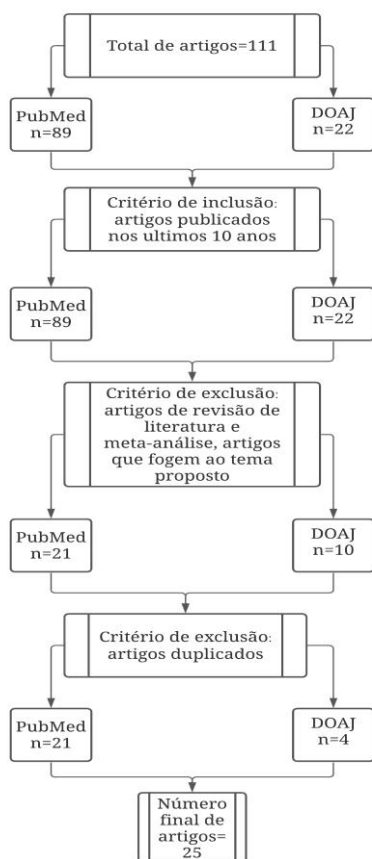 Total de artigos=111
PubMed
n=89
DOAJ
n=22
Critério de inclusão:
artigos publicados
nos ultimos 10 anos
PubMed
n=89
DOAJ
n=22
Critério de exclusão:
artigos de revisão de
literatura e
meta-análise, artigos
que fogem ao tema
proposto
PubMed
n=21
DOAJ
n=10
Critério de exclusão:
artigos duplicados
PubMed
n=21
DOAJ
n=4
Número
final de
artigos=
25